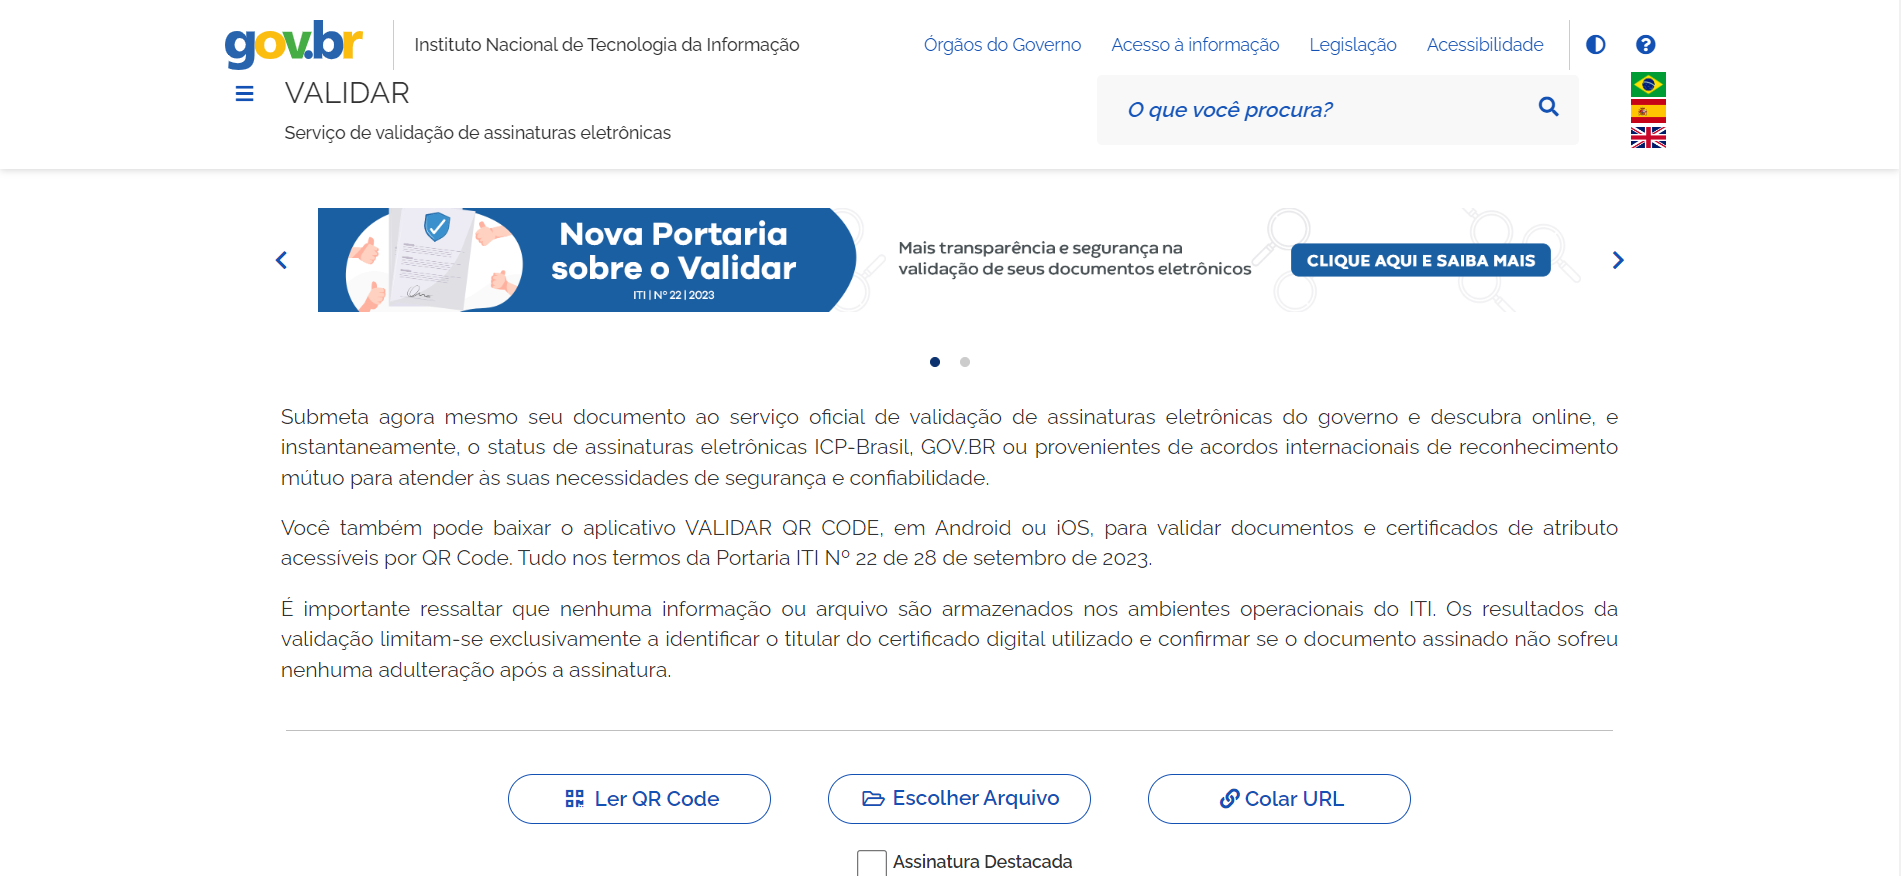 gov.br
Instituto Nacional de Tecnologia da Informação
Órgãos do Governo
Acesso à informação
Legislação
Acessibilidade
VALIDAR
Serviço de validação de assinaturas eletrônicas
O que você procura?
Nova Portaria
sobre o Validar
ITI | Nº 22 | 2023
Mais transparência e segurança na
validação de seus documentos eletrônicos
CLIQUE AQUI E SAIBA MAIS
Submeta agora mesmo seu documento ao serviço oficial de validação de assinaturas eletrônicas do governo e descubra online, e
instantaneamente, o status de assinaturas eletrônicas ICP-Brasil, GOV.BR ou provenientes de acordos internacionais de reconhecimento
mútuo para atender às suas necessidades de segurança e confiabilidade.
Você também pode baixar o aplicativo VALIDAR QR CODE, em Android ou iOS, para validar documentos e certificados de atributo
acessíveis por QR Code. Tudo nos termos da Portaria ITI Nº 22 de 28 de setembro de 2023.
É importante ressaltar que nenhuma informação ou arquivo são armazenados nos ambientes operacionais do ITI. Os resultados da
validação limitam-se exclusivamente a identificar o titular do certificado digital utilizado e confirmar se o documento assinado não sofreu
nenhuma adulteração após a assinatura.
Ler QR Code
Escolher Arquivo
Colar URL
Assinatura Destacada